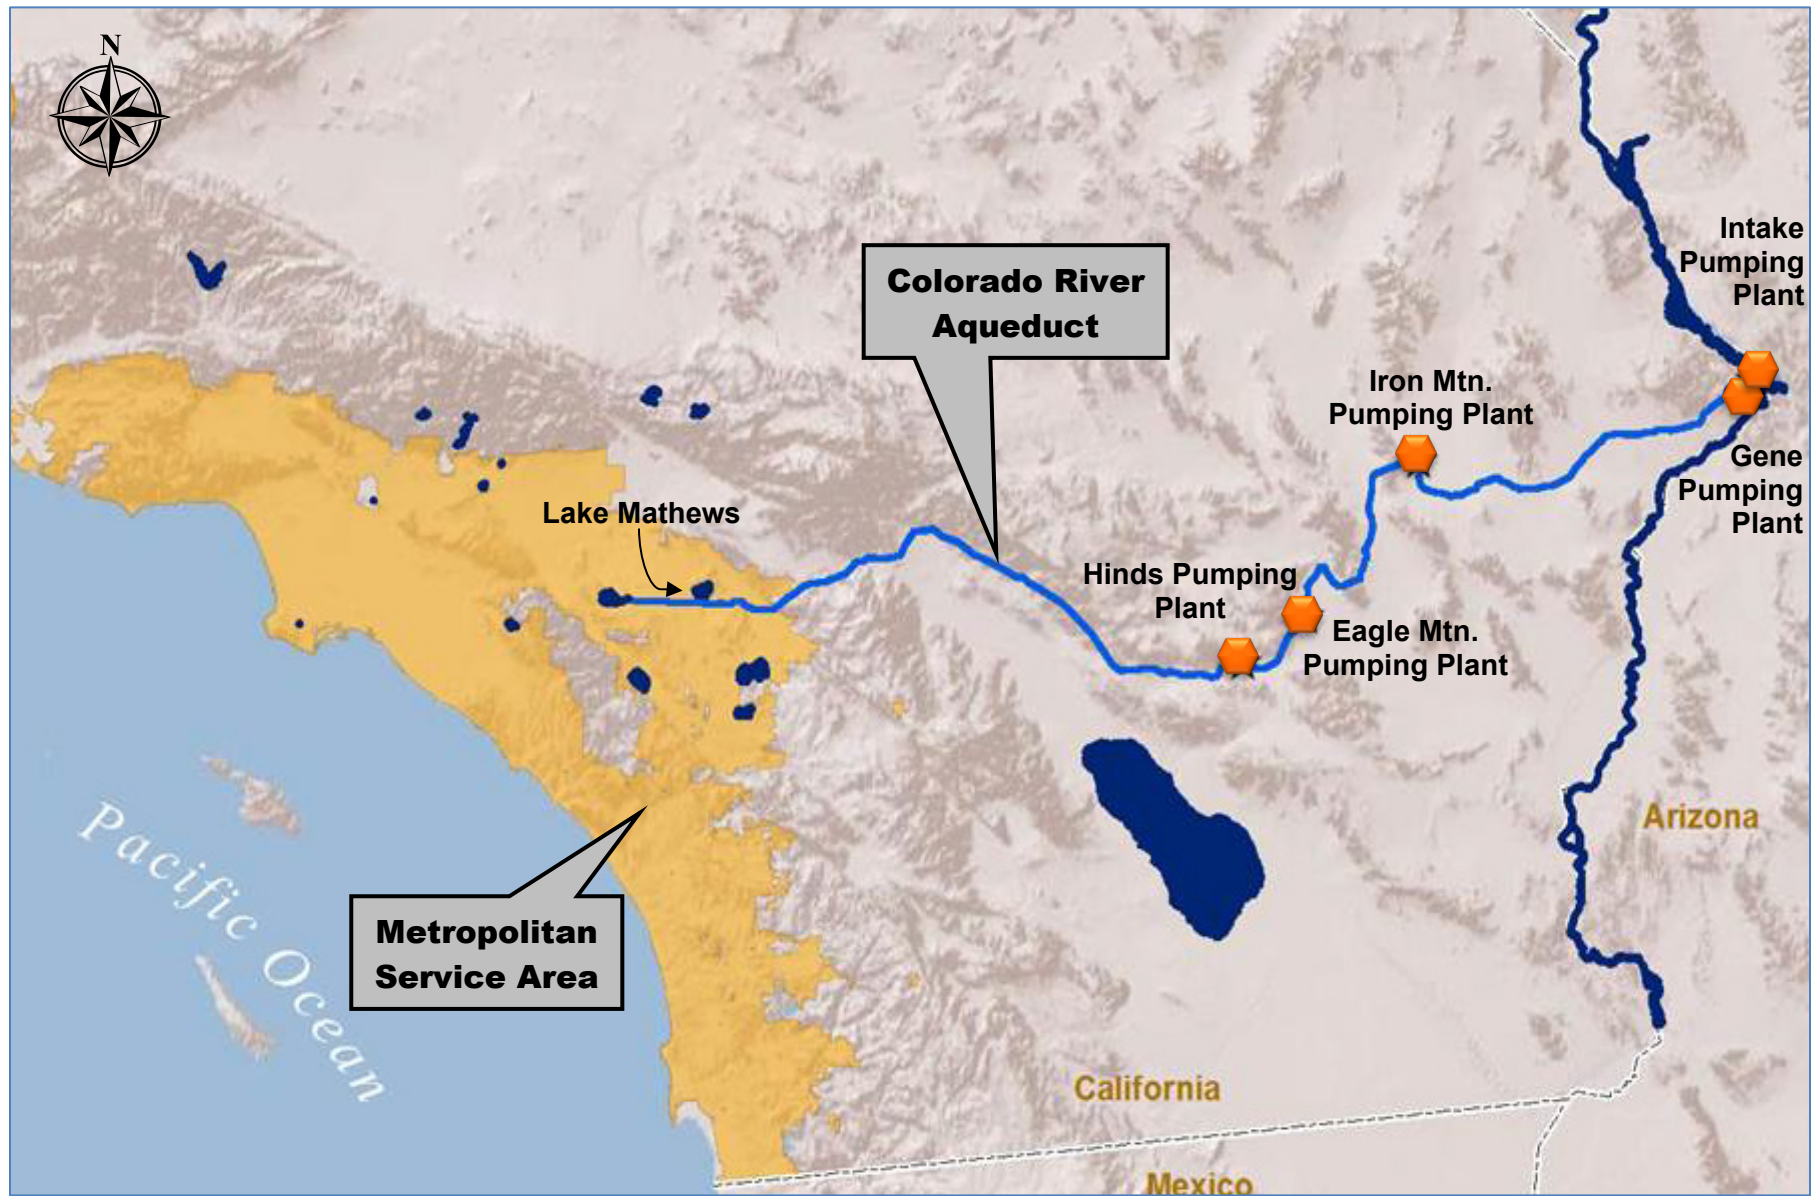 N
Intake
Pumping
Plant
Colorado River
Aqueduct
Iron Mtn.
Pumping Plant
Gene
Pumping
Plant
Lake Mathews
Hinds Pumping
Plant
Eagle Mtn.
Pumping Plant
Arizona
Pacific Ocean
Metropolitan
Service Area
California
Mexico